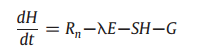 dH/dt = Rn−λE−SH−G